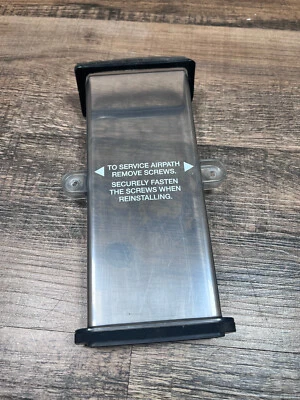 TO SERVICE AIRPATH
REMOVE SCREWS.
SECURELY FASTEN
THE SCREWS WHEN
REINSTALLING.